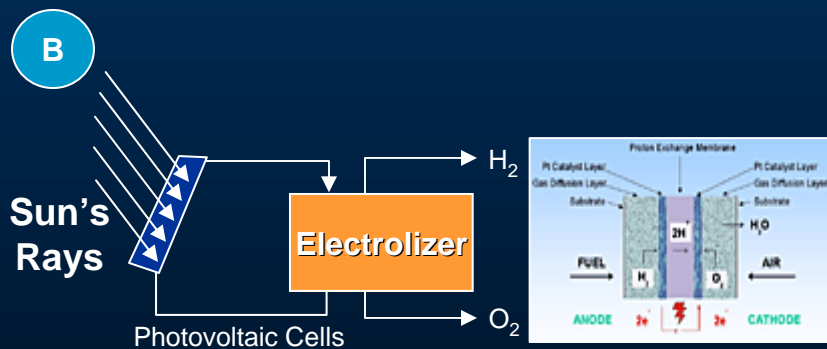 B
Sun's
Rays
Photovoltaic Cells
Electrolizer
H2
O2
Proton Exchange Membrane
Pt Catalyst Layer
Pt Catalyst Layer
Gas Diffusion Layer
Gas Diffusion Layer
Substrate
Substrate
2H+
H2O
FUEL
AIR
H2
O2
ANODE
2e-
2e-
CATHODE